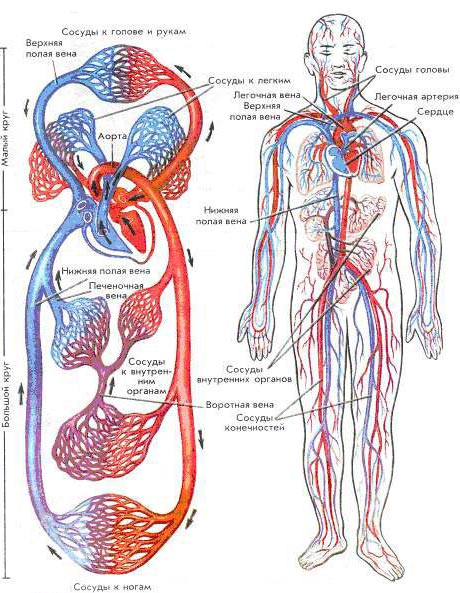 Сосуды к голове и рукам
Верхняя
полая вена
Сосуды к легким
Аорта
Малый круг
Нижняя полая вена
Печеночная
вена
Сосуды
к внутрен-
ним
органам
Большой круг
Воротная вена
Сосуды к ногам
Сосуды головы
Легочная вена
Верхняя
полая вена
Легочная артерия
Сердце
Нижняя
полая вена
Сосуды
внутренних органов
Сосуды
конечностей